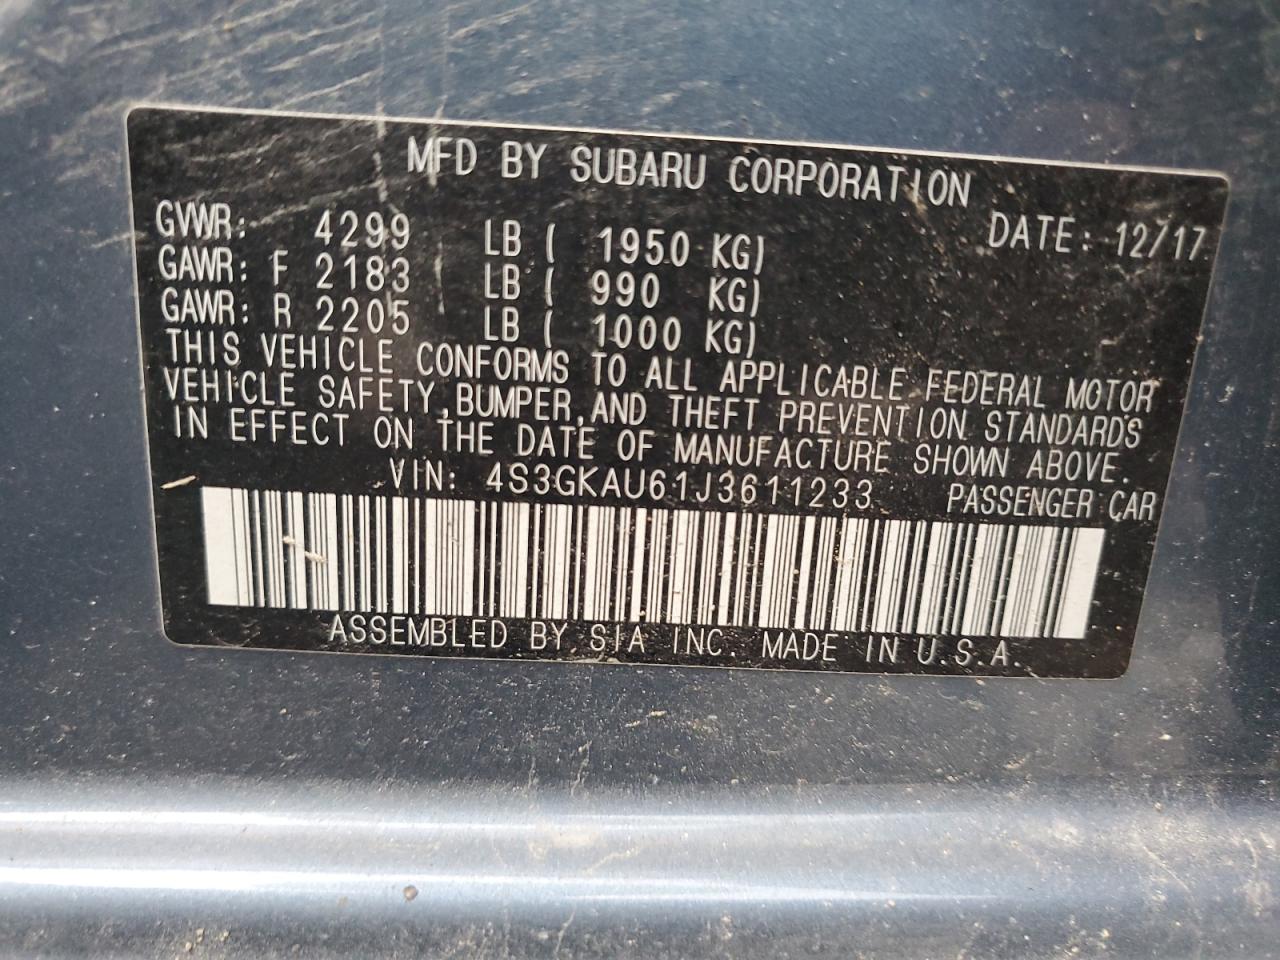 MFD BY SUBARU CORPORATION
DATE: 12/17
GVWR: 4299 LB ( 1950 KG)
GAWR: F 2183 LB ( 990 KG)
GAWR: R 2205 LB ( 1000 KG)
THIS VEHICLE CONFORMS TO ALL APPLICABLE FEDERAL MOTOR
VEHICLE SAFETY, BUMPER, AND THEFT PREVENTION STANDARDS
IN EFFECT ON THE DATE OF MANUFACTURE SHOWN ABOVE.
VIN: 4S3GKAU61J3611233 PASSENGER CAR
ASSEMBLED BY SIA INC. MADE IN U.S.A.